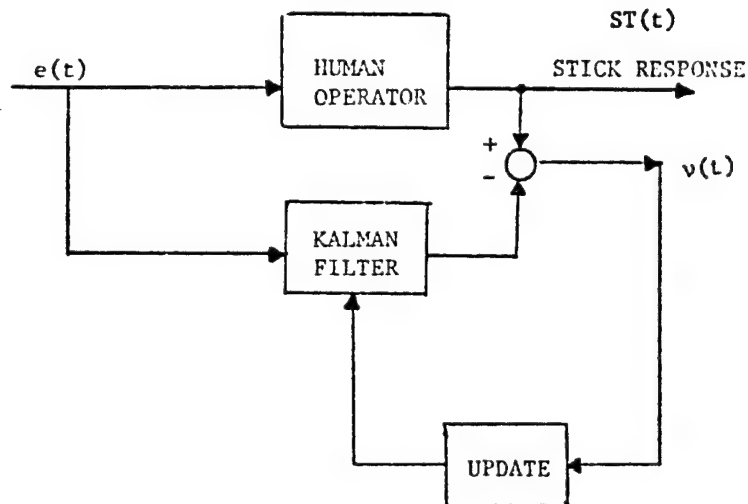 ST(t)
e(t)
HUMAN
OPERATOR
STICK RESPONSE
+
-
ν(t)
KALMAN
FILTER
UPDATE